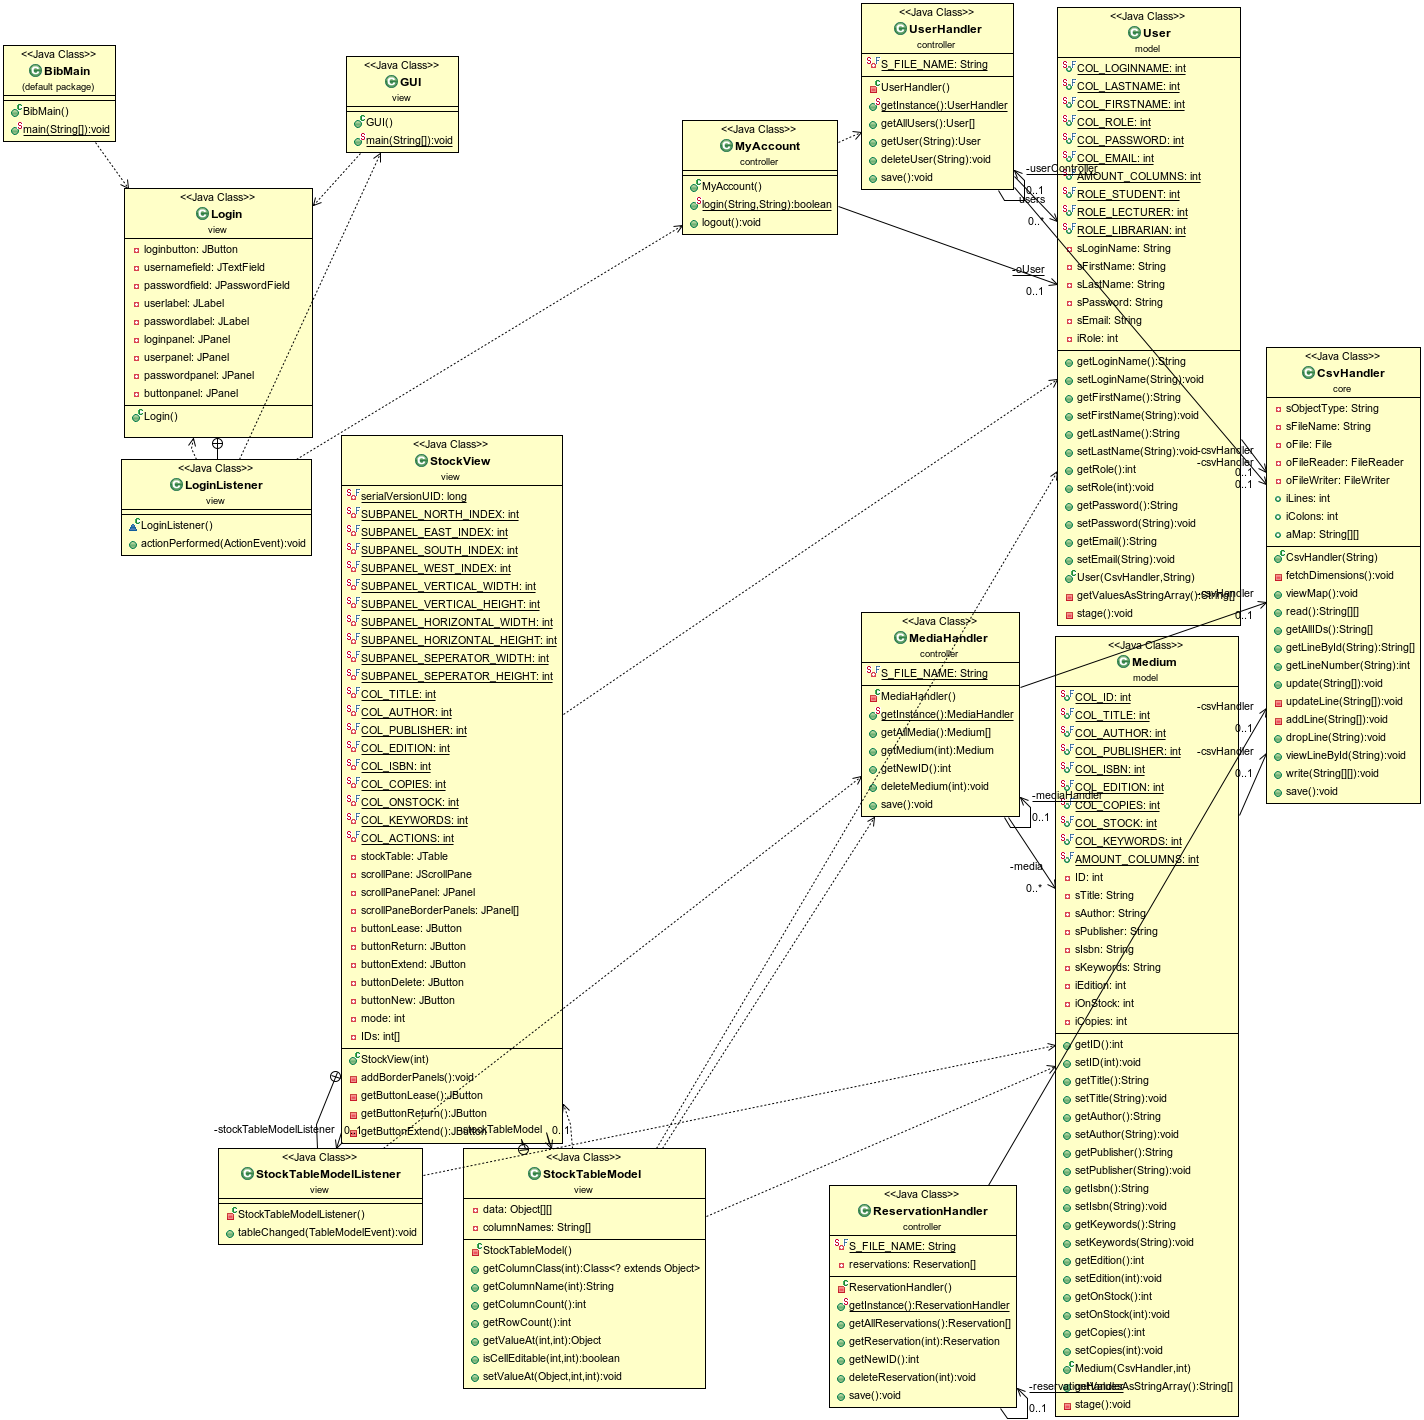 <<Java Class>>
BibMain
(default package)
BibMain()
main(String[]):void
<<Java Class>>
GUI
view
GUI()
main(String[]):void
<<Java Class>>
Login
view
loginbutton: JButton
usernamefield: JTextField
passwordfield: JPasswordField
userlabel: JLabel
passwordlabel: JLabel
loginpanel: JPanel
userpanel: JPanel
passwordpanel: JPanel
buttonpanel: JPanel
Login()
<<Java Class>>
LoginListener
view
LoginListener()
actionPerformed(ActionEvent):void
<<Java Class>>
StockView
view
serialVersionUID: long
SUBPANEL_NORTH_INDEX: int
SUBPANEL_EAST_INDEX: int
SUBPANEL_SOUTH_INDEX: int
SUBPANEL_WEST_INDEX: int
SUBPANEL_VERTICAL_WIDTH: int
SUBPANEL_VERTICAL_HEIGHT: int
SUBPANEL_HORIZONTAL_WIDTH: int
SUBPANEL_HORIZONTAL_HEIGHT: int
SUBPANEL_SEPERATOR_WIDTH: int
SUBPANEL_SEPERATOR_HEIGHT: int
COL_TITLE: int
COL_AUTHOR: int
COL_PUBLISHER: int
COL_EDITION: int
COL_ISBN: int
COL_COPIES: int
COL_ONSTOCK: int
COL_KEYWORDS: int
COL_ACTIONS: int
stockTable: JTable
scrollPane: JScrollPane
scrollPanePanel: JPanel
scrollPaneBorderPanels: JPanel[]
buttonLease: JButton
buttonReturn: JButton
buttonExtend: JButton
buttonDelete: JButton
buttonNew: JButton
mode: int
IDs: int[]
StockView(int)
addBorderPanels():void
getButtonLease():JButton
getButtonReturn():JButton
getButtonExtend():JButton
-stockTableModelListener
0..1
-stockTableModel
0..1
<<Java Class>>
StockTableModelListener
view
StockTableModelListener()
tableChanged(TableModelEvent):void
<<Java Class>>
StockTableModel
view
data: Object[][]
columnNames: String[]
StockTableModel()
getColumnClass(int):Class<? extends Object>
getColumnName(int):String
getColumnCount():int
getRowCount():int
getValueAt(int,int):Object
isCellEditable(int,int):boolean
setValueAt(Object,int,int):void
<<Java Class>>
MyAccount
controller
MyAccount()
login(String,String):boolean
logout():void
<<Java Class>>
UserHandler
controller
S_FILE_NAME: String
UserHandler()
getInstance():UserHandler
getAllUsers():User[]
getUser(String):User
deleteUser(String):void
save():void
-userController
0..1
-users
0..*
-oUser
0..1
<<Java Class>>
User
model
COL_LOGINNAME: int
COL_LASTNAME: int
COL_FIRSTNAME: int
COL_ROLE: int
COL_PASSWORD: int
COL_EMAIL: int
AMOUNT_COLUMNS: int
ROLE_STUDENT: int
ROLE_LECTURER: int
ROLE_LIBRARIAN: int
sLoginName: String
sFirstName: String
sLastName: String
sPassword: String
sEmail: String
iRole: int
getLoginName():String
setLoginName(String):void
getFirstName():String
setFirstName(String):void
getLastName():String
setLastName(String):void
getRole():int
setRole(int):void
getPassword():String
setPassword(String):void
getEmail():String
setEmail(String):void
User(CsvHandler,String)
getValuesAsStringArray():String[]
stage():void
-csvHandler
-csvHandler
0..1
0..1
-csvHandler
0..1
<<Java Class>>
CsvHandler
core
sObjectType: String
sFileName: String
oFile: File
oFileReader: FileReader
oFileWriter: FileWriter
iLines: int
iColons: int
aMap: String[][]
CsvHandler(String)
fetchDimensions():void
viewMap():void
read():String[][]
getAllIDs():String[]
getLineById(String):String[]
getLineNumber(String):int
update(String[]):void
updateLine(String[]):void
addLine(String[]):void
dropLine(String):void
viewLineById(String):void
write(String[][]):void
save():void
<<Java Class>>
MediaHandler
controller
S_FILE_NAME: String
MediaHandler()
getInstance():MediaHandler
getAllMedia():Medium[]
getMedium(int):Medium
getNewID():int
deleteMedium(int):void
save():void
-mediaHandler
0..1
-media
0..*
<<Java Class>>
Medium
model
COL_ID: int
COL_TITLE: int
COL_AUTHOR: int
COL_PUBLISHER: int
COL_ISBN: int
COL_EDITION: int
COL_COPIES: int
COL_STOCK: int
COL_KEYWORDS: int
AMOUNT_COLUMNS: int
ID: int
sTitle: String
sAuthor: String
sPublisher: String
sIsbn: String
sKeywords: String
iEdition: int
iOnStock: int
iCopies: int
getID():int
setID(int):void
getTitle():String
setTitle(String):void
getAuthor():String
setAuthor(String):void
getPublisher():String
setPublisher(String):void
getIsbn():String
setIsbn(String):void
getKeywords():String
setKeywords(String):void
getEdition():int
setEdition(int):void
getOnStock():int
setOnStock(int):void
getCopies():int
setCopies(int):void
Medium(CsvHandler,int)
getValuesAsStringArray():String[]
stage():void
-csvHandler
0..1
-csvHandler
0..1
<<Java Class>>
ReservationHandler
controller
S_FILE_NAME: String
reservations: Reservation[]
ReservationHandler()
getInstance():ReservationHandler
getAllReservations():Reservation[]
getReservation(int):Reservation
getNewID():int
deleteReservation(int):void
save():void
-reservationHandler
0..1